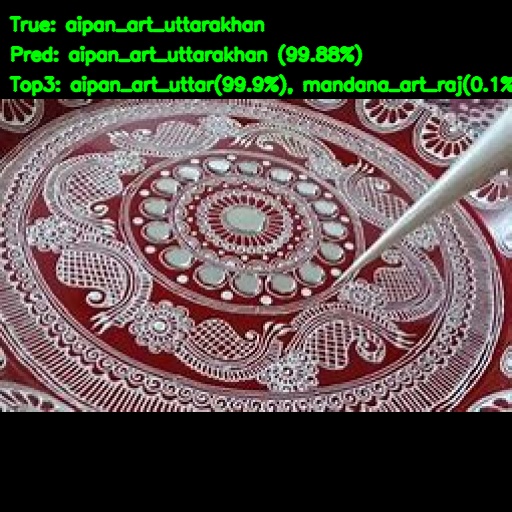 True: aipan_art_uttarakhan
Pred: aipan_art_uttarakhan (99.88%)
Top3: aipan_art_uttar(99.9%), mandana_art_raj(0.1%